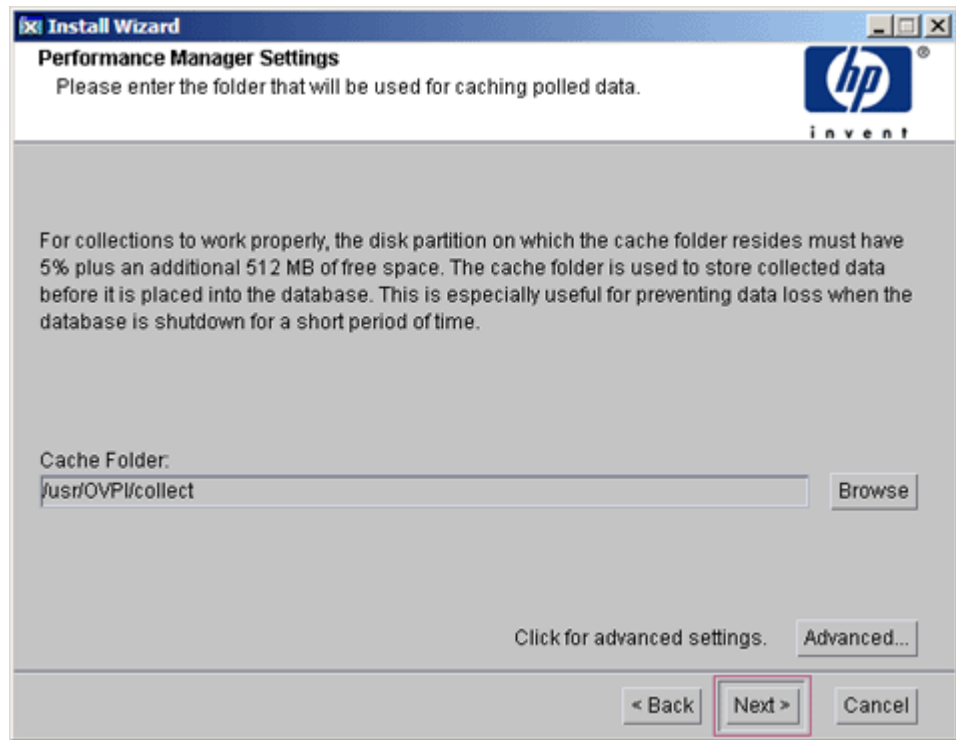 Install Wizard
Performance Manager Settings
Please enter the folder that will be used for caching polled data.
hp
®
invent
For collections to work properly, the disk partition on which the cache folder resides must have
5% plus an additional 512 MB of free space. The cache folder is used to store collected data
before it is placed into the database. This is especially useful for preventing data loss when the
database is shutdown for a short period of time.
Cache Folder:
/usr/OVPI/collect
Browse
Click for advanced settings.
Advanced...
< Back
Next >
Cancel